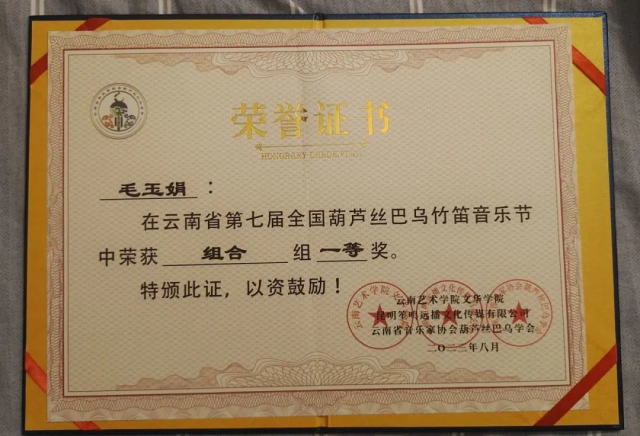 荣誉证书
HONORARY CREDENTIAL
毛玉娟：
在云南省第七届全国葫芦丝巴乌竹笛音乐节
中荣获 组合 组 一等 奖。
特颁此证，以资鼓励！
云南艺术学院文华学院
昆明笙鸣远播文化传媒有限公司
云南省音乐家协会葫芦丝巴乌学会
二〇二三年八月